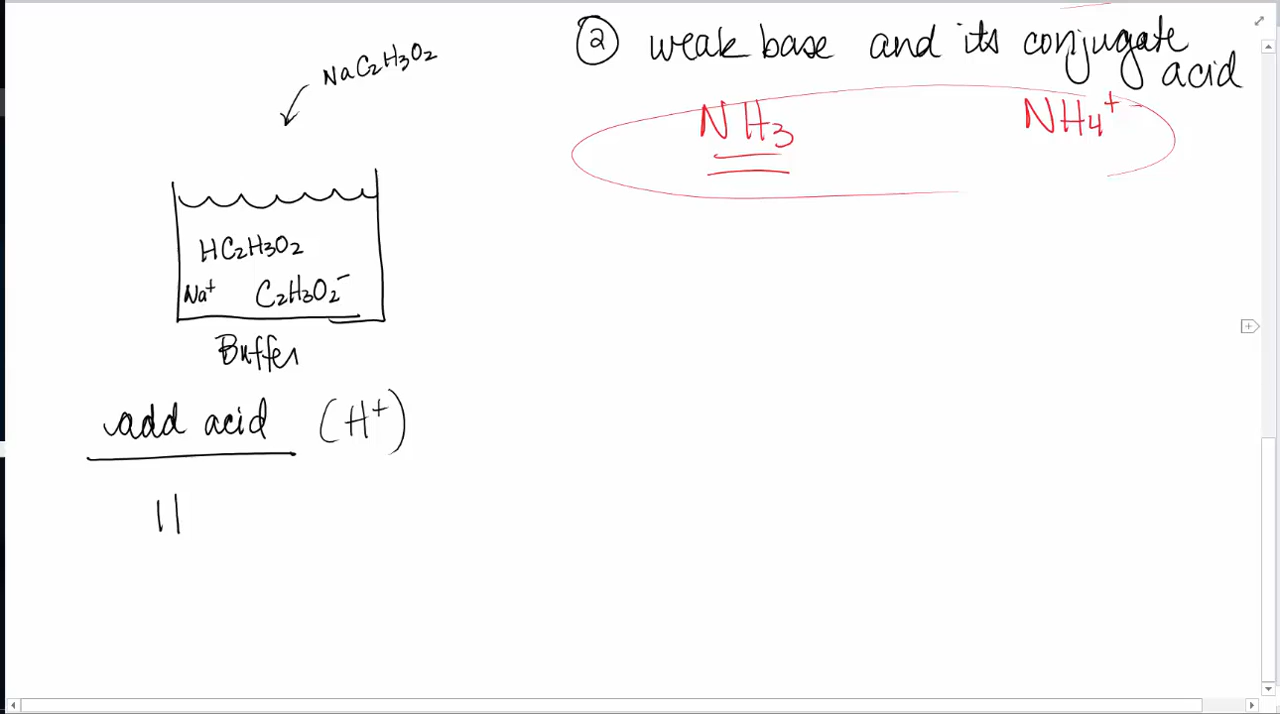 ② weak base and its conjugate acid
NH3 NH4+
NaC2H3O2
HC2H3O2
Na+ C2H3O2-
Buffer
add acid (H+)